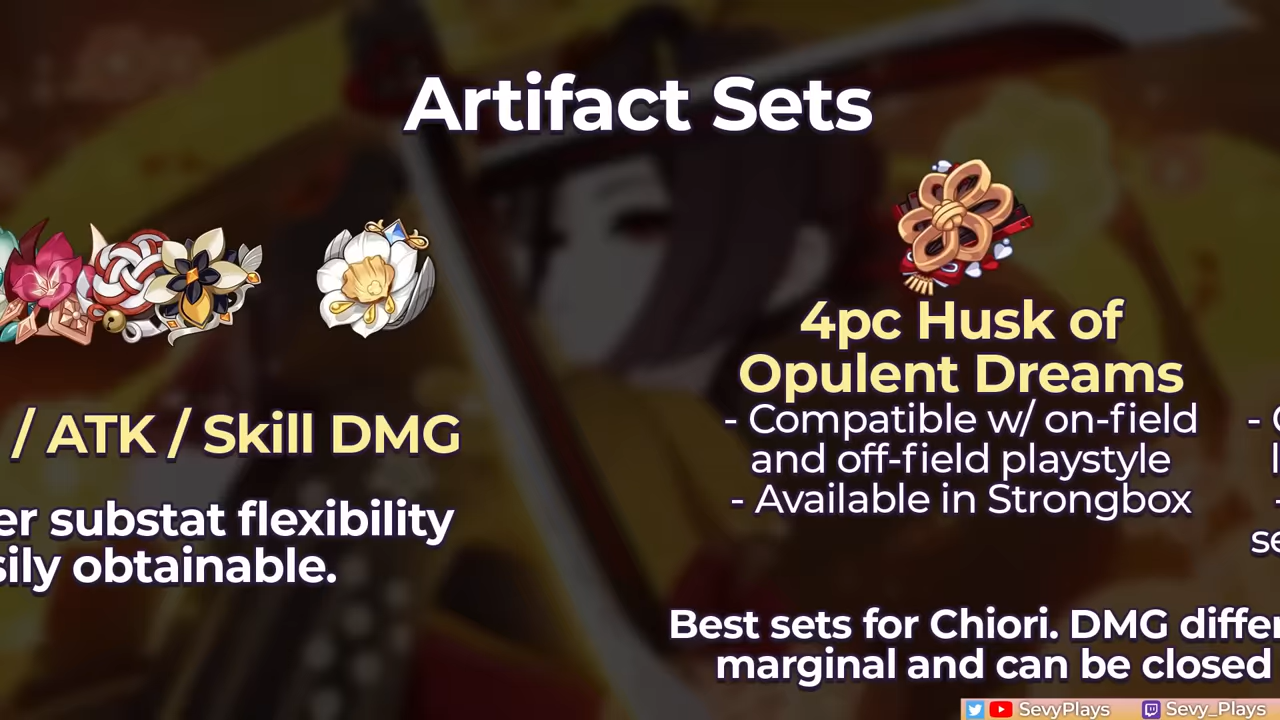 Artifact Sets
/ ATK / Skill DMG
er substat flexibility
sily obtainable.
4pc Husk of
Opulent Dreams
- Compatible w/ on-field
and off-field playstyle
- Available in Strongbox
Best sets for Chiori. DMG differ
marginal and can be closed
SevyPlays
Sevy_Plays